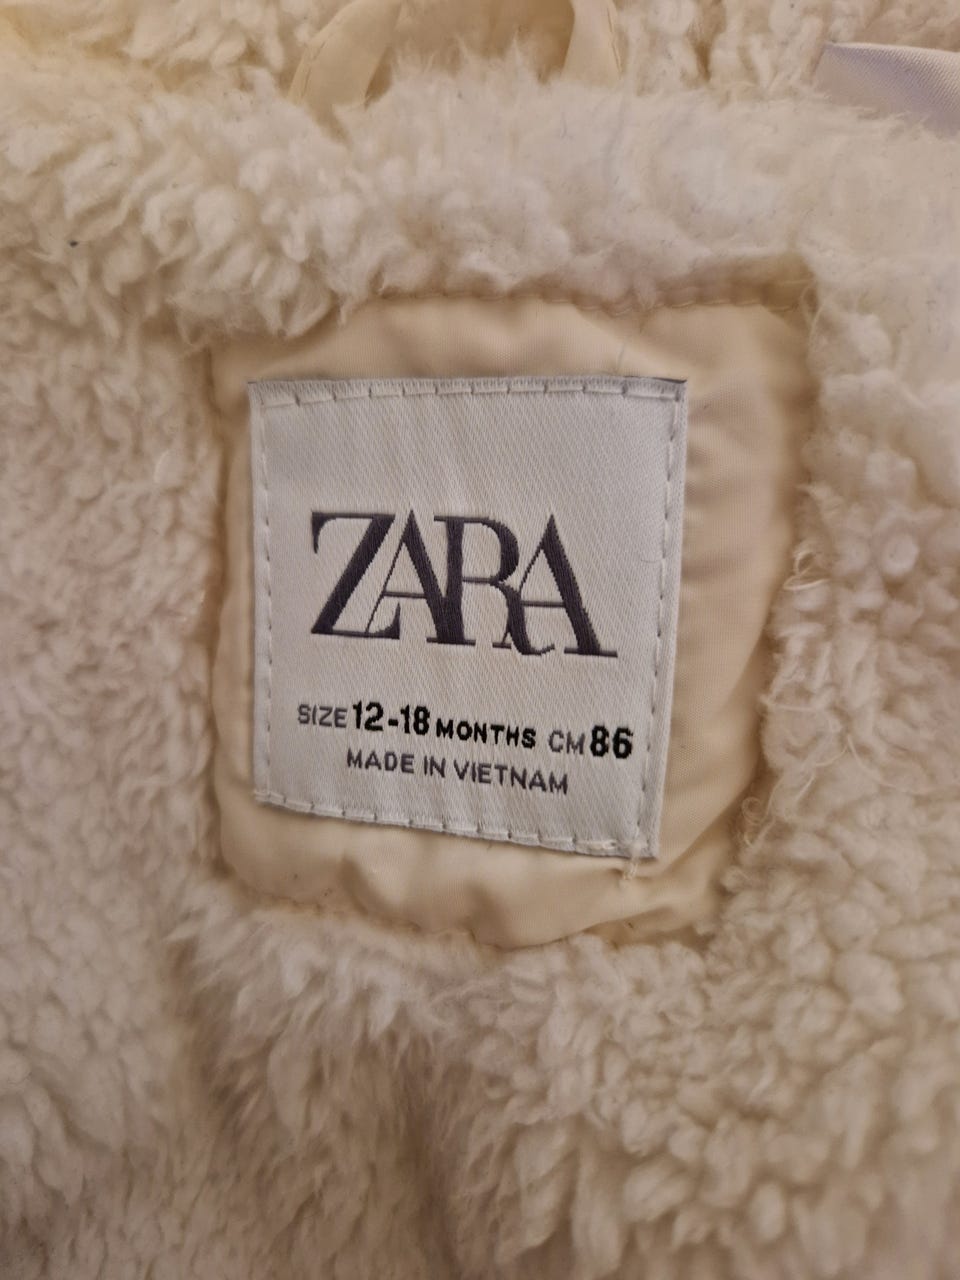 ZARA
SIZE 12-18 MONTHS CM 86
MADE IN VIETNAM